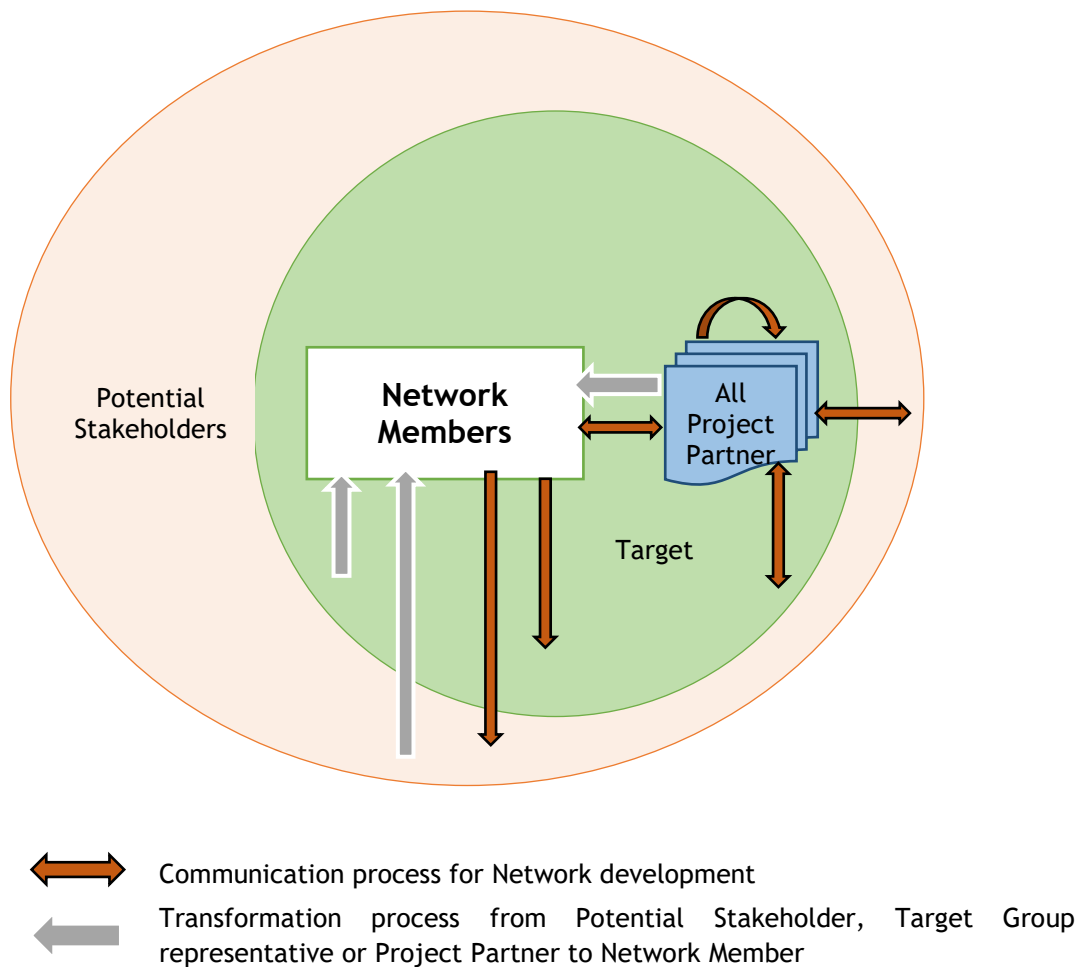 Network
Members
All
Project
Partner
Potential
Stakeholders
Target
Communication process for Network development
Transformation process from Potential Stakeholder, Target Group
representative or Project Partner to Network Member